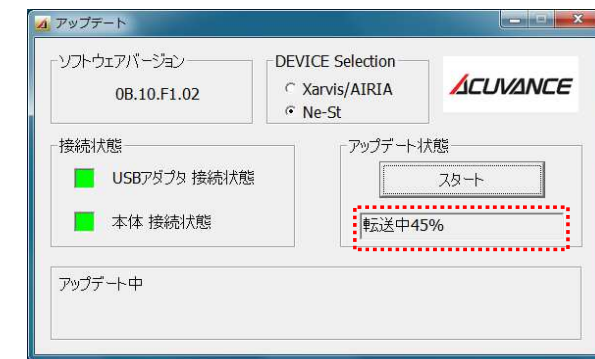 アップデート
ソフトウェアバージョン
0B.10.F1.02
DEVICE Selection
Xarvis/AIRIA
Ne-St
ACUVANCE
接続状態
USBアダプタ 接続状態
本体 接続状態
アップデート状態
スタート
転送中45%
アップデート中